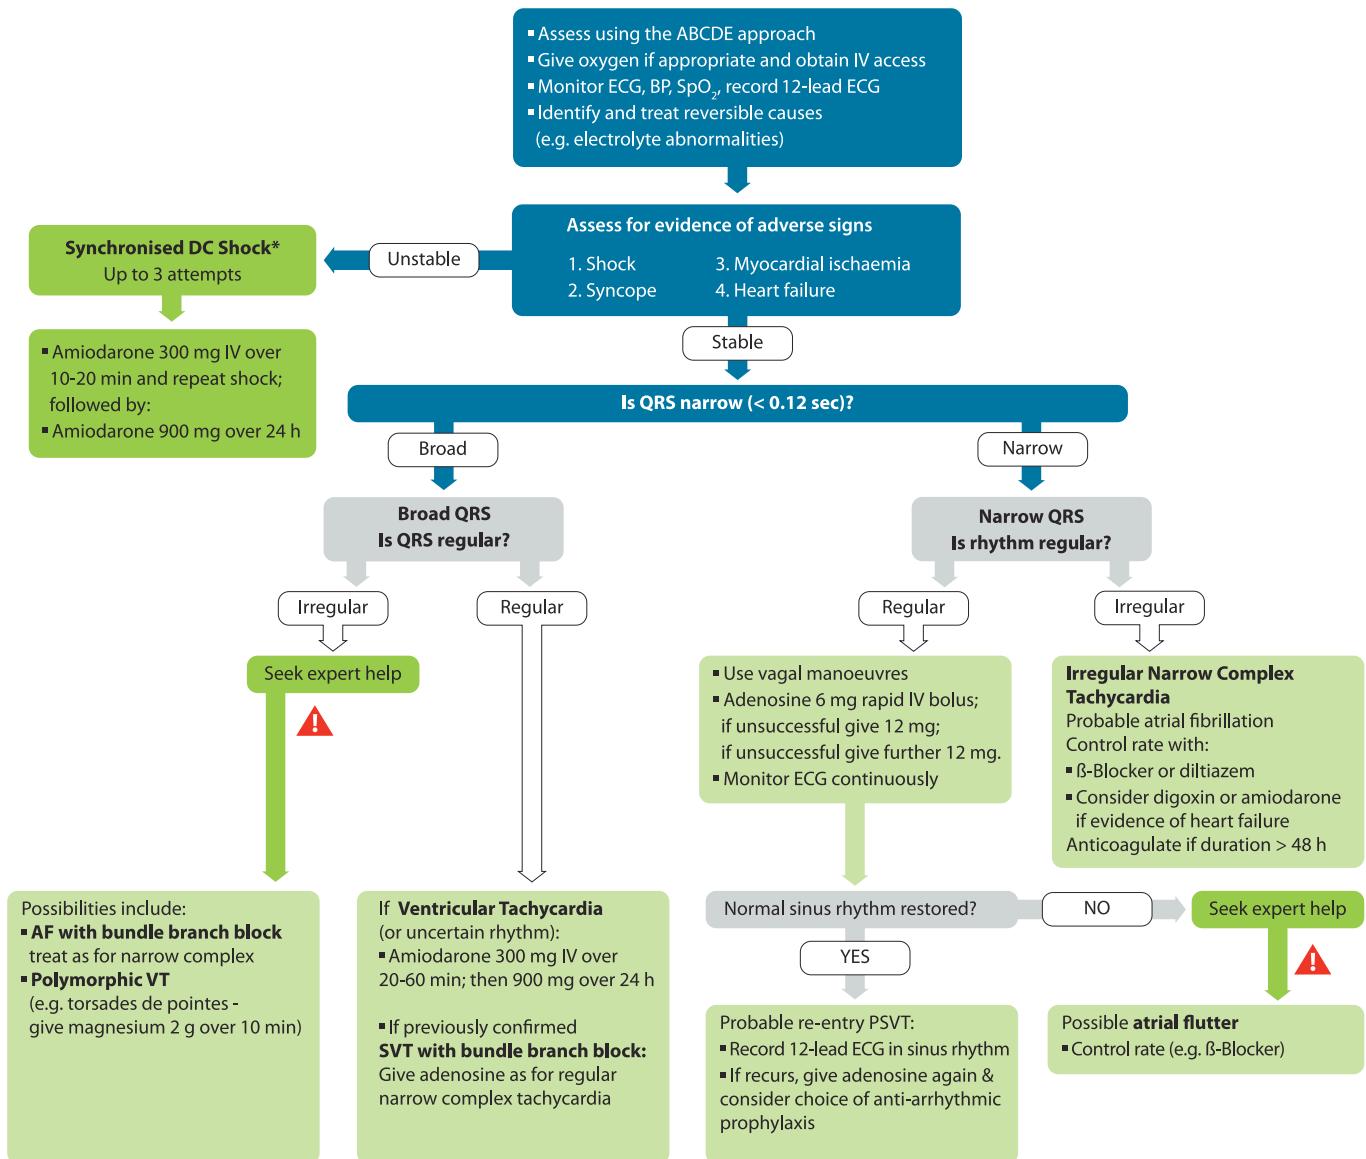 ▪ Assess using the ABCDE approach
▪ Give oxygen if appropriate and obtain IV access
▪ Monitor ECG, BP, SpO₂, record 12-lead ECG
▪ Identify and treat reversible causes
(e.g. electrolyte abnormalities)
Assess for evidence of adverse signs
1. Shock 3. Myocardial ischaemia
2. Syncope 4. Heart failure
Unstable
Synchronised DC Shock*
Up to 3 attempts
▪ Amiodarone 300 mg IV over
10-20 min and repeat shock;
followed by:
▪ Amiodarone 900 mg over 24 h
Stable
Is QRS narrow (< 0.12 sec)?
Broad
Narrow
Broad QRS
Is QRS regular?
Narrow QRS
Is rhythm regular?
Irregular
Regular
Regular
Irregular
Seek expert help
!
▪ Use vagal manoeuvres
▪ Adenosine 6 mg rapid IV bolus;
if unsuccessful give 12 mg;
if unsuccessful give further 12 mg.
▪ Monitor ECG continuously
Irregular Narrow Complex
Tachycardia
Probable atrial fibrillation
Control rate with:
▪ ß-Blocker or diltiazem
▪ Consider digoxin or amiodarone
if evidence of heart failure
Anticoagulate if duration > 48 h
Possibilities include:
▪ AF with bundle branch block
treat as for narrow complex
▪ Polymorphic VT
(e.g. torsades de pointes -
give magnesium 2 g over 10 min)
If Ventricular Tachycardia
(or uncertain rhythm):
▪ Amiodarone 300 mg IV over
20-60 min; then 900 mg over 24 h
▪ If previously confirmed
SVT with bundle branch block:
Give adenosine as for regular
narrow complex tachycardia
Normal sinus rhythm restored?
NO
Seek expert help
!
YES
Probable re-entry PSVT:
▪ Record 12-lead ECG in sinus rhythm
▪ If recurs, give adenosine again &
consider choice of anti-arrhythmic
prophylaxis
Possible atrial flutter
▪ Control rate (e.g. ß-Blocker)